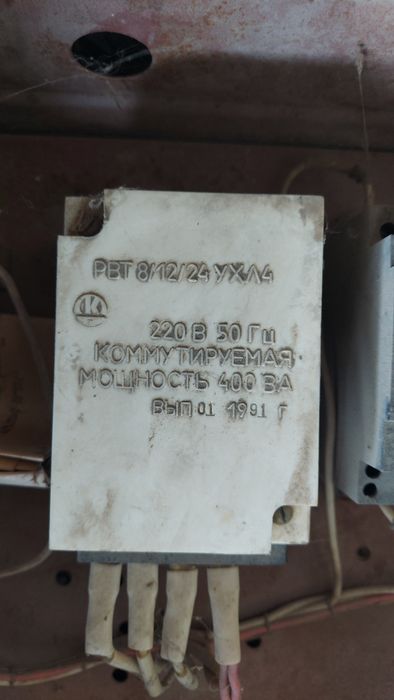 РВТ 8/12/24 УХЛ4
220 В 50 Гц
КОММУТИРУЕМАЯ
МОЩНОСТЬ 400 ВА
ВЫП 01 1991 Г